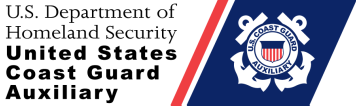 U.S. Department of
Homeland Security
United States
Coast Guard
Auxiliary
U.S. COAST GUARD
AUXILIARY